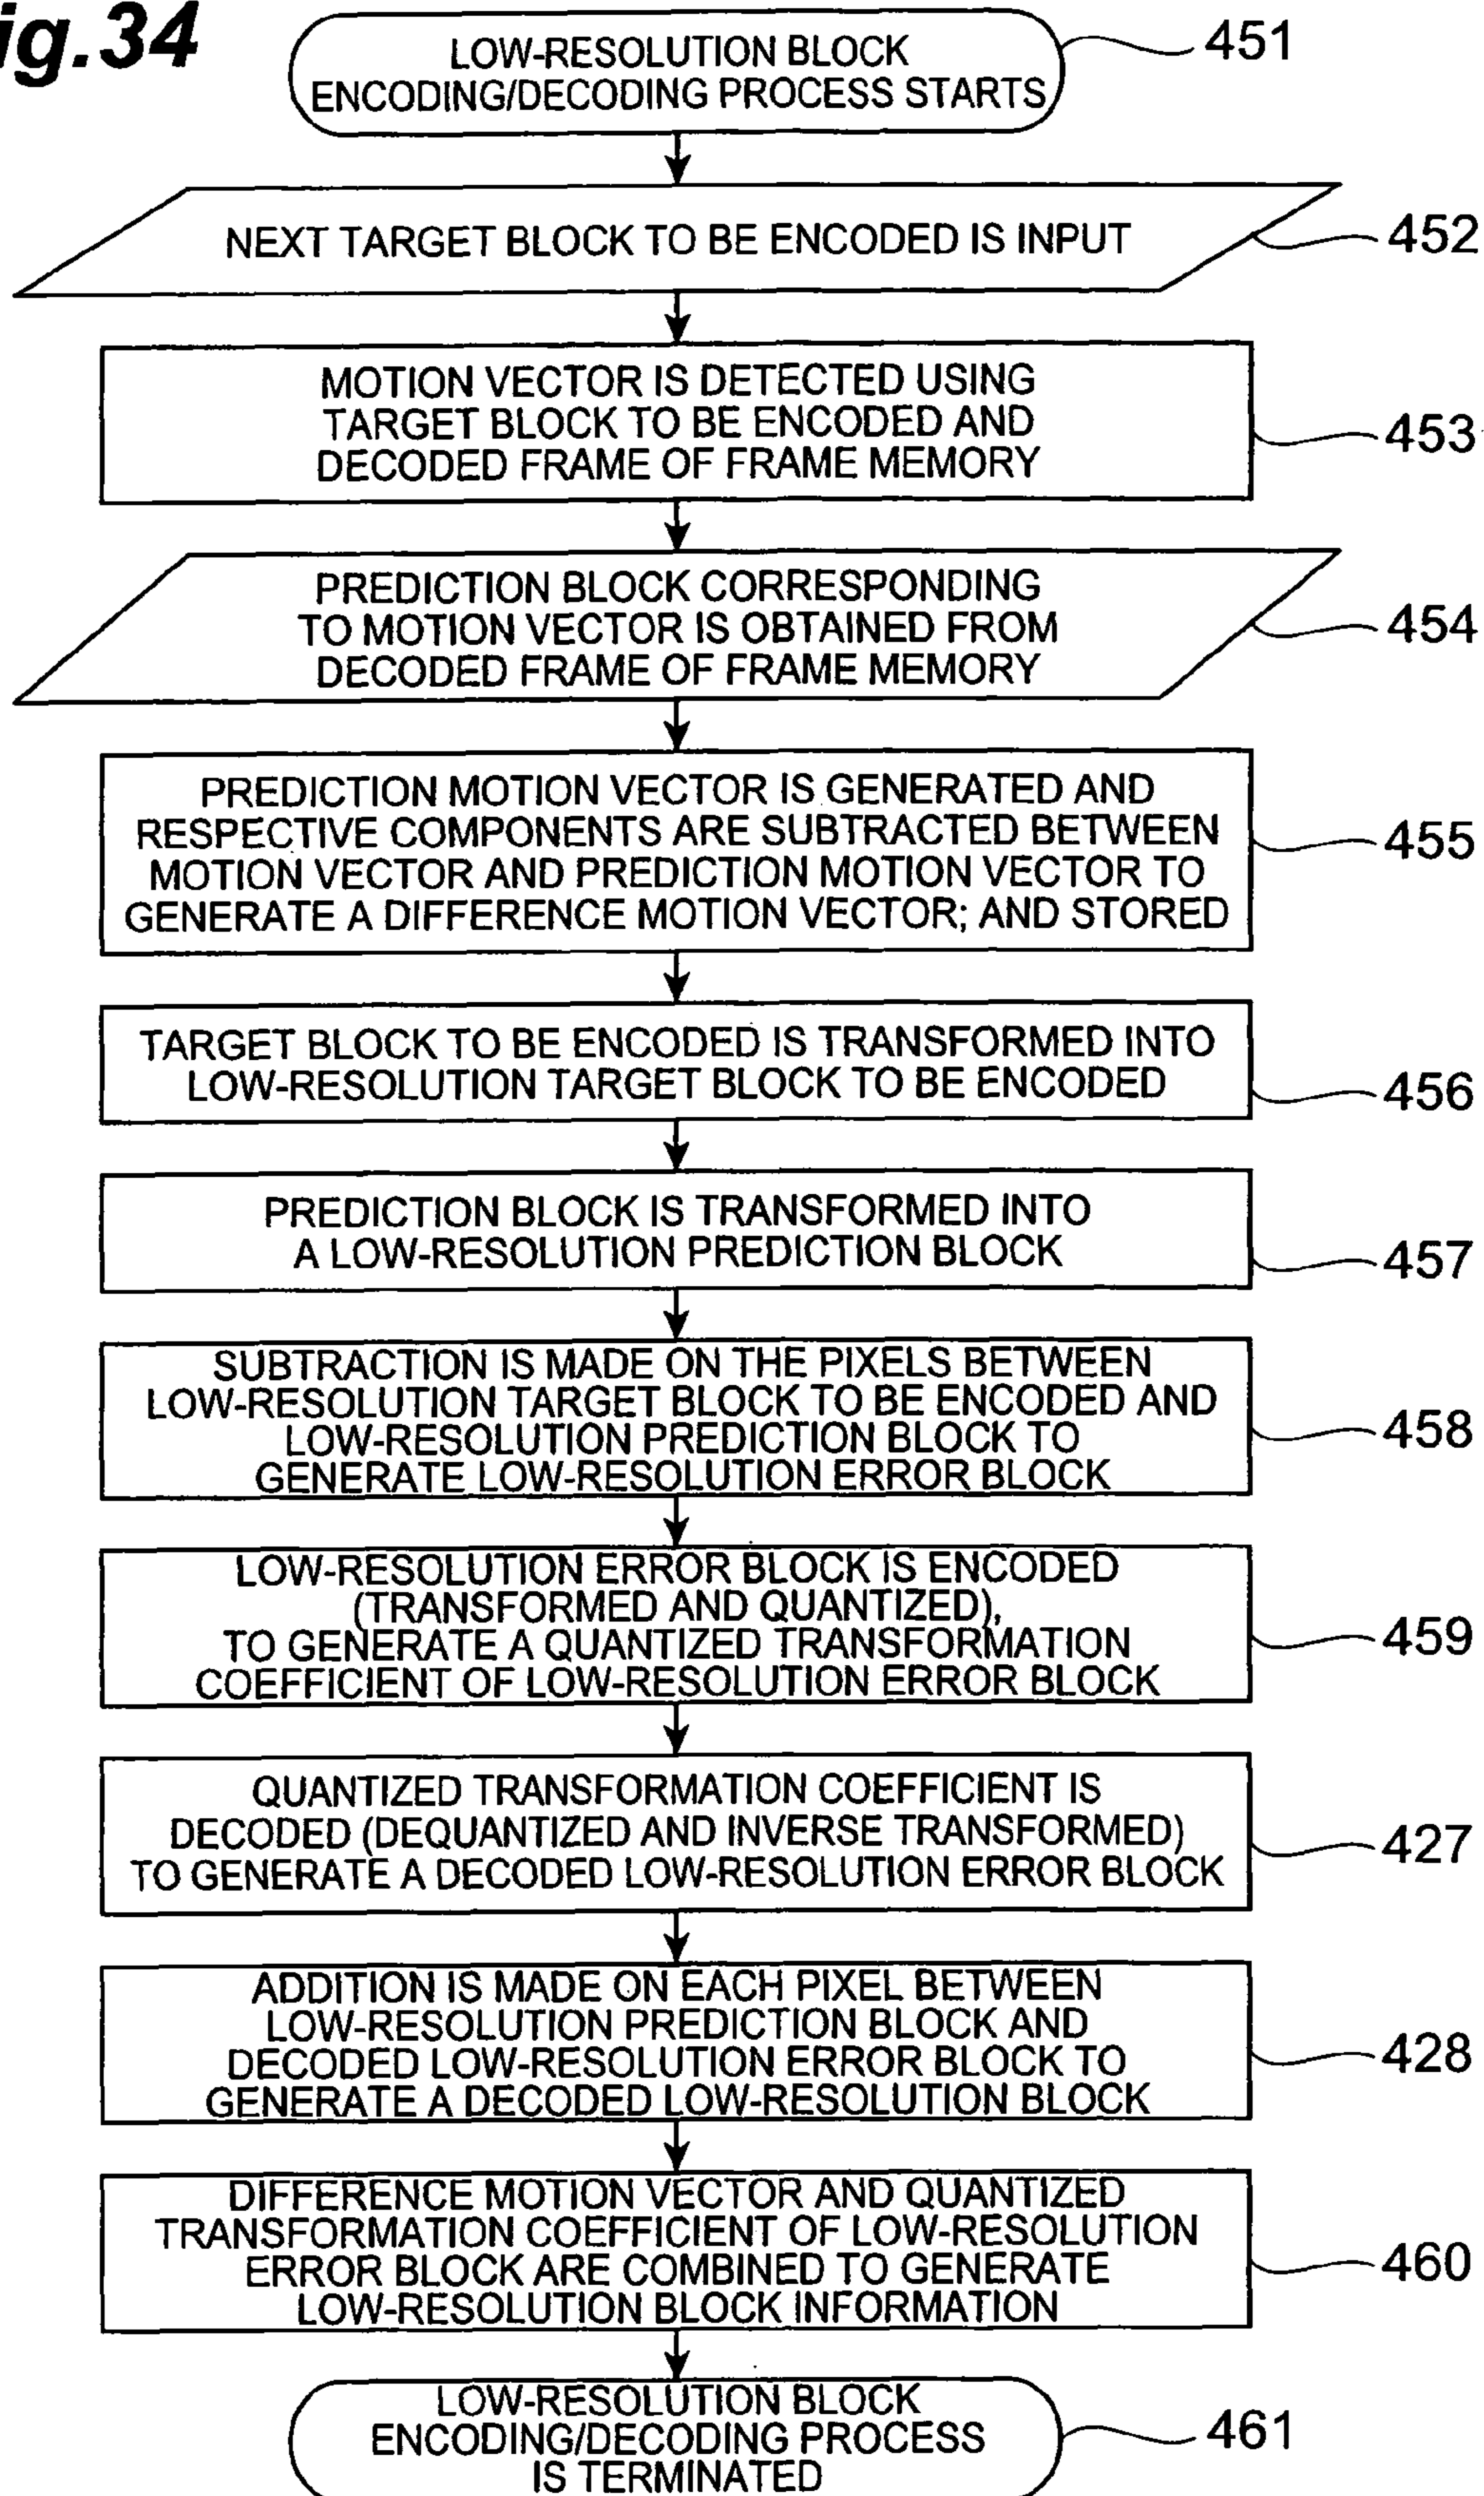 ig.34
LOW-RESOLUTION BLOCK
ENCODING/DECODING PROCESS STARTS
451
NEXT TARGET BLOCK TO BE ENCODED IS INPUT
452
MOTION VECTOR IS DETECTED USING
TARGET BLOCK TO BE ENCODED AND
DECODED FRAME OF FRAME MEMORY
453
PREDICTION BLOCK CORRESPONDING
TO MOTION VECTOR IS OBTAINED FROM
DECODED FRAME OF FRAME MEMORY
454
PREDICTION MOTION VECTOR IS GENERATED AND
RESPECTIVE COMPONENTS ARE SUBTRACTED BETWEEN
MOTION VECTOR AND PREDICTION MOTION VECTOR TO
GENERATE A DIFFERENCE MOTION VECTOR; AND STORED
455
TARGET BLOCK TO BE ENCODED IS TRANSFORMED INTO
LOW-RESOLUTION TARGET BLOCK TO BE ENCODED
456
PREDICTION BLOCK IS TRANSFORMED INTO
A LOW-RESOLUTION PREDICTION BLOCK
457
SUBTRACTION IS MADE ON THE PIXELS BETWEEN
LOW-RESOLUTION TARGET BLOCK TO BE ENCODED AND
LOW-RESOLUTION PREDICTION BLOCK TO
GENERATE LOW-RESOLUTION ERROR BLOCK
458
LOW-RESOLUTION ERROR BLOCK IS ENCODED
(TRANSFORMED AND QUANTIZED),
TO GENERATE A QUANTIZED TRANSFORMATION
COEFFICIENT OF LOW-RESOLUTION ERROR BLOCK
459
QUANTIZED TRANSFORMATION COEFFICIENT IS
DECODED (DEQUANTIZED AND INVERSE TRANSFORMED)
TO GENERATE A DECODED LOW-RESOLUTION ERROR BLOCK
427
ADDITION IS MADE ON EACH PIXEL BETWEEN
LOW-RESOLUTION PREDICTION BLOCK AND
DECODED LOW-RESOLUTION ERROR BLOCK TO
GENERATE A DECODED LOW-RESOLUTION BLOCK
428
DIFFERENCE MOTION VECTOR AND QUANTIZED
TRANSFORMATION COEFFICIENT OF LOW-RESOLUTION
ERROR BLOCK ARE COMBINED TO GENERATE
LOW-RESOLUTION BLOCK INFORMATION
460
LOW-RESOLUTION BLOCK
ENCODING/DECODING PROCESS
IS TERMINATED
461